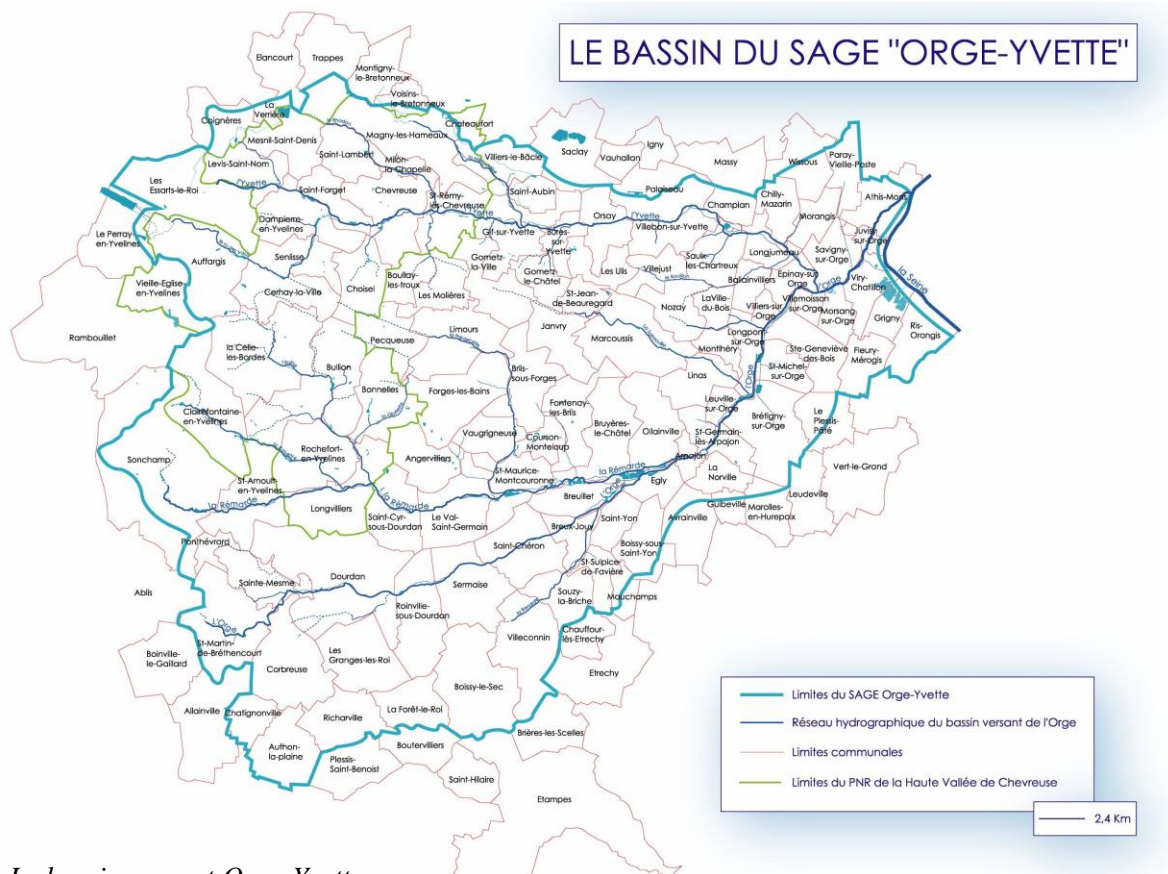 LE BASSIN DU SAGE "ORGE-YVETTE"
Elancourt
Trappes
Montigny-
le-Bretonneux
Voisins-
le-Bretonneux
La
Verrière
Coignères
Chateaufort
Mesnil-Saint-Denis
Magny-les-Hameaux
Saint-Lambert
Milon-
la-Chapelle
Villiers-le-Bâcle
Saclay
Vauhallan
Igny
Massy
Wissous
Paray-
Vieille-Poste
Levis-Saint-Nom
Les
Essarts-le-Roi
l'Yvette
Saint-Forget
Chevreuse
St-Rémy-
lès-Chevreuse
Saint-Aubin
Palaiseau
Champlan
Chilly-
Mazarin
Athis-Mons
Morangis
Dampierre-
en-Yvelines
Gif-sur-Yvette
Bures-
sur-
Yvette
Orsay
l'Yvette
Villebon-sur-Yvette
Juvisy-
sur-Orge
Savigny-
sur-Orge
Longjumeau
Le Perray-
en-Yvelines
Auffargis
Senlisse
Gometz-
la-Ville
Gometz-
le-Châtel
Les Ulis
Villejust
Saulx-
les-Chartreux
Ballainvilliers
Epinay-sur
Orge
l'Orge
Viry-
Chatillon
la Seine
Vieille-Eglise
en-Yvelines
Cerhay-la-Ville
Choisel
Boullay-
les-troux
Les Molières
St-Jean-
de-Beauregard
Nozay
LaVille-
du-Bois
Villiers-sur-
Orge
Villemoisson
-sur-Orge
Morsang
-sur-Orge
Grigny
Ris-
Orangis
Rambouillet
la Célle-
les-Bordes
Pecqueuse
Limours
Janvry
Marcoussis
Longpont-
sur-Orge
Montlhéry
Ste-Geneviève
des-Bois
Fleury-
Mérogis
Bullion
Bonnelles
Briis-
sous-Forges
Forges-les-Bains
Linas
l'Orge
St-Michel-
sur-Orge
Clairefontaine-
en-Yvelines
Fontenay-
les-Briis
Leuville-
sur-Orge
Brétigny-
sur-Orge
Le
Plessis-
Pâté
Sonchamp
Rochefort-
en-Yvelines
Vaugrigneuse
Courson-
Monteloup
Bruyères-
le-Châtel
Ollainville
St-Germain-
lès-Arpajon
Angervilliers
Arpajon
Vert-le-Grand
St-Arnoult-
en-Yvelines
St-Maurice-
Montcouronne
la Rémarde
La
Norville
la Rémarde
Longvilliers
la Rémarde
Breuillet
l'Orge
Egly
Leudeville
Saint-Cyr-
sous-Dourdan
Le Val-
Saint-Germain
Breux-Jouy
Saint-Yon
Avrainville
Guibeville
Marolles-
en-Hurepoix
Ponthévrard
Saint-Chéron
Boissy-sous-
Saint-Yon
Sainte-Mesme
Dourdan
Sermaise
St-Sulpice
de-Favière
Ablis
Roinville-
sous-Dourdan
Souzy-
la-Briche
Mauchamps
L'Orge
St-Martin-
de-Bréthencourt
Villeconnin
Chauffour-
lès-Etrechy
Boinville-
le-Gaillard
Corbreuse
Les
Granges-les-Roi
Boissy-le-Sec
Etrechy
Allainville
Chatignonville
Richarville
La Forêt-le-Roi
Authon-
la-plaine
Plessis-
Saint-Benoist
Boutervilliers
Brières-les-Scelles
Saint-Hilaire
Etampes
Limites du SAGE Orge-Yvette
Réseau hydrographique du bassin versant de l'Orge
Limites communales
Limites du PNR de la Haute Vallée de Chevreuse
2,4 Km